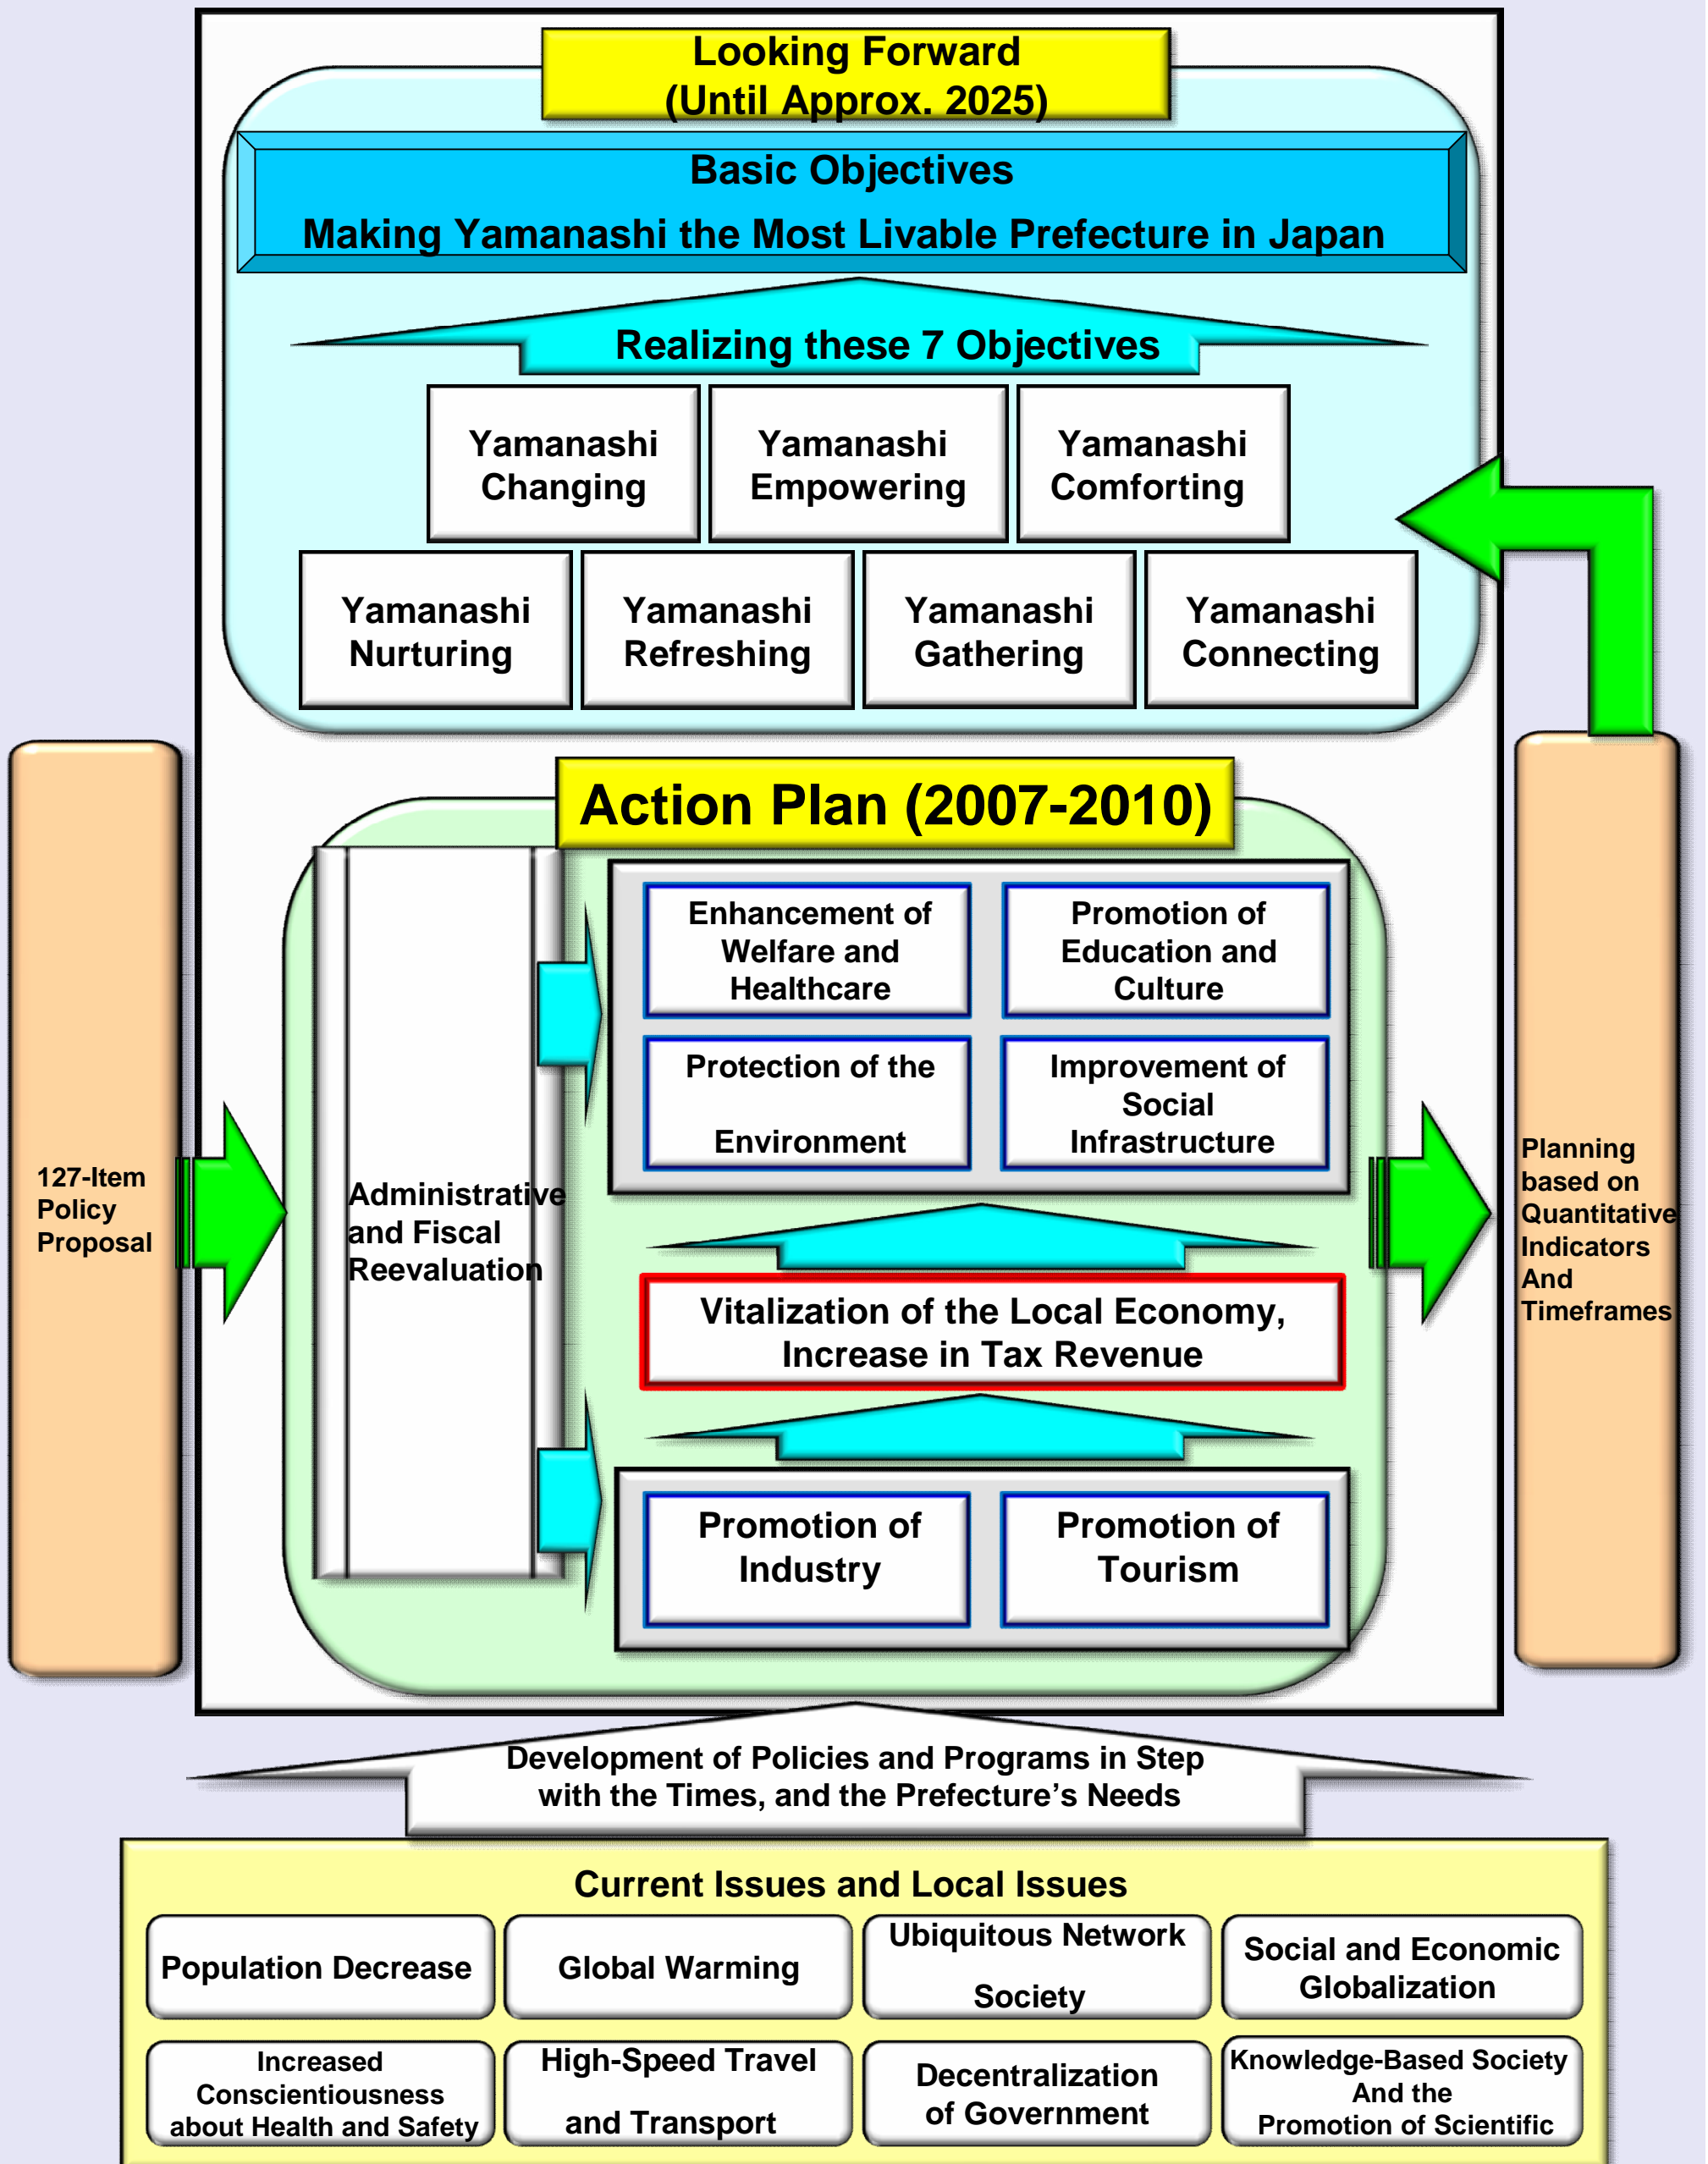 Looking Forward
(Until Approx. 2025)
Basic Objectives
Making Yamanashi the Most Livable Prefecture in Japan
Realizing these 7 Objectives
Yamanashi
Changing
Yamanashi
Empowering
Yamanashi
Comforting
Yamanashi
Nurturing
Yamanashi
Refreshing
Yamanashi
Gathering
Yamanashi
Connecting
Action Plan (2007-2010)
127-Item
Policy
Proposal
Administrative
and Fiscal
Reevaluation
Enhancement of
Welfare and
Healthcare
Promotion of
Education and
Culture
Protection of the
Environment
Improvement of
Social
Infrastructure
Vitalization of the Local Economy,
Increase in Tax Revenue
Promotion of
Industry
Promotion of
Tourism
Planning
based on
Quantitative
Indicators
And
Timeframes
Development of Policies and Programs in Step
with the Times, and the Prefecture's Needs
Current Issues and Local Issues
Population Decrease
Global Warming
Ubiquitous Network
Society
Social and Economic
Globalization
Increased
Conscientiousness
about Health and Safety
High-Speed Travel
and Transport
Decentralization
of Government
Knowledge-Based Society
And the
Promotion of Scientific